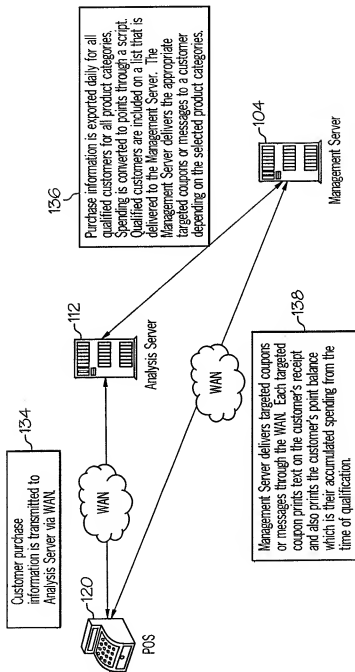 134
Customer purchase
information is transmitted to
Analysis Server via WAN.
120
POS
WAN
112
Analysis Server
136
Purchase information is exported daily for all
qualified customers for all product categories.
Spending is converted to points through a script.
Qualified customers are included on a list that is
delivered to the Management Server. The
Management Server delivers the appropriate
targeted coupons or messages to a customer
depending on the selected product categories.
WAN
104
Management Server
138
Management Server delivers targeted coupons
or messages through the WAN. Each targeted
coupon prints text on the customer's receipt
and also prints the customer's point balance
which is their accumulated spending from the
time of qualification.